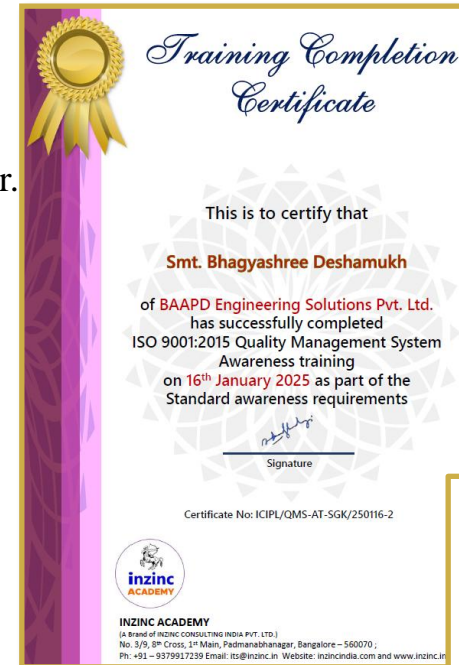 Training Completion
Certificate
r.
This is to certify that
Smt. Bhagyashree Deshamukh
of BAAPD Engineering Solutions Pvt. Ltd.
has successfully completed
ISO 9001:2015 Quality Management System
Awareness training
on 16th January 2025 as part of the
Standard awareness requirements
Signature
Certificate No: ICIPL/QMS-AT-SGK/250116-2
inzinc
ACADEMY
INZINC ACADEMY
(A Brand of INZINC CONSULTING INDIA PVT. LTD.)
No. 3/9, 8th Cross, 1st Main, Padmanabhanagar, Bangalore – 560070 ;
Ph: +91 – 9379917239 Email: its@inzinc.in Website: inzincindia.com and www.inzinc.in